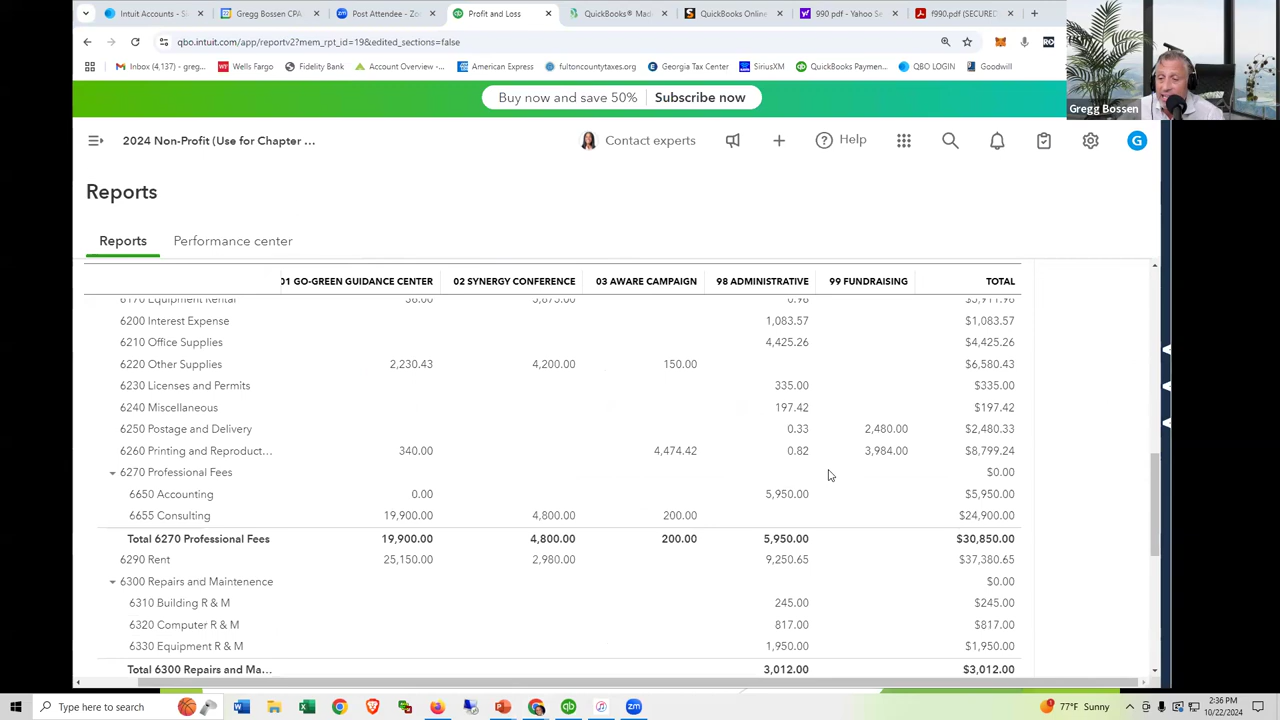 Intuit Accountants - S
Gregg Bossen CPA
Post Attendee - Zo
Profit and Loss
QuickBooks® Mad
QuickBooks Online
990.pdf - Yahoo Se
f990.pdf (SECURED
qbo.intuit.com/app/reportv2?mem_rpt_id=19&edited_sections=false
Inbox (4,137) - greg...
Wells Fargo
Fidelity Bank
Account Overview -...
American Express
fultoncountytaxes.org
Georgia Tax Center
SiriusXM
QuickBooks Paymen...
QBO LOGIN
Goodwill
Gregg Bossen
Buy now and save 50% Subscribe now
2024 Non-Profit (Use for Chapter ...
Contact experts
Help
G
Reports
Reports Performance center
01 GO-GREEN GUIDANCE CENTER 02 SYNERGY CONFERENCE 03 AWARE CAMPAIGN 98 ADMINISTRATIVE 99 FUNDRAISING TOTAL
6170 Equipment Rental
6200 Interest Expense 1,083.57 $1,083.57
6210 Office Supplies 4,425.26 $4,425.26
6220 Other Supplies 2,230.43 4,200.00 150.00 $6,580.43
6230 Licenses and Permits 335.00 $335.00
6240 Miscellaneous 197.42 $197.42
6250 Postage and Delivery 0.33 2,480.00 $2,480.33
6260 Printing and Reproduct... 340.00 4,474.42 0.82 3,984.00 $8,799.24
6270 Professional Fees $0.00
6650 Accounting 0.00 5,950.00 $5,950.00
6655 Consulting 19,900.00 4,800.00 200.00 $24,900.00
Total 6270 Professional Fees 19,900.00 4,800.00 200.00 5,950.00 $30,850.00
6290 Rent 25,150.00 2,980.00 9,250.65 $37,380.65
6300 Repairs and Maintenence $0.00
6310 Building R & M 245.00 $245.00
6320 Computer R & M 817.00 $817.00
6330 Equipment R & M 1,950.00 $1,950.00
Total 6300 Repairs and Ma... 3,012.00 $3,012.00
Type here to search
77°F Sunny
2:36 PM
10/22/2024